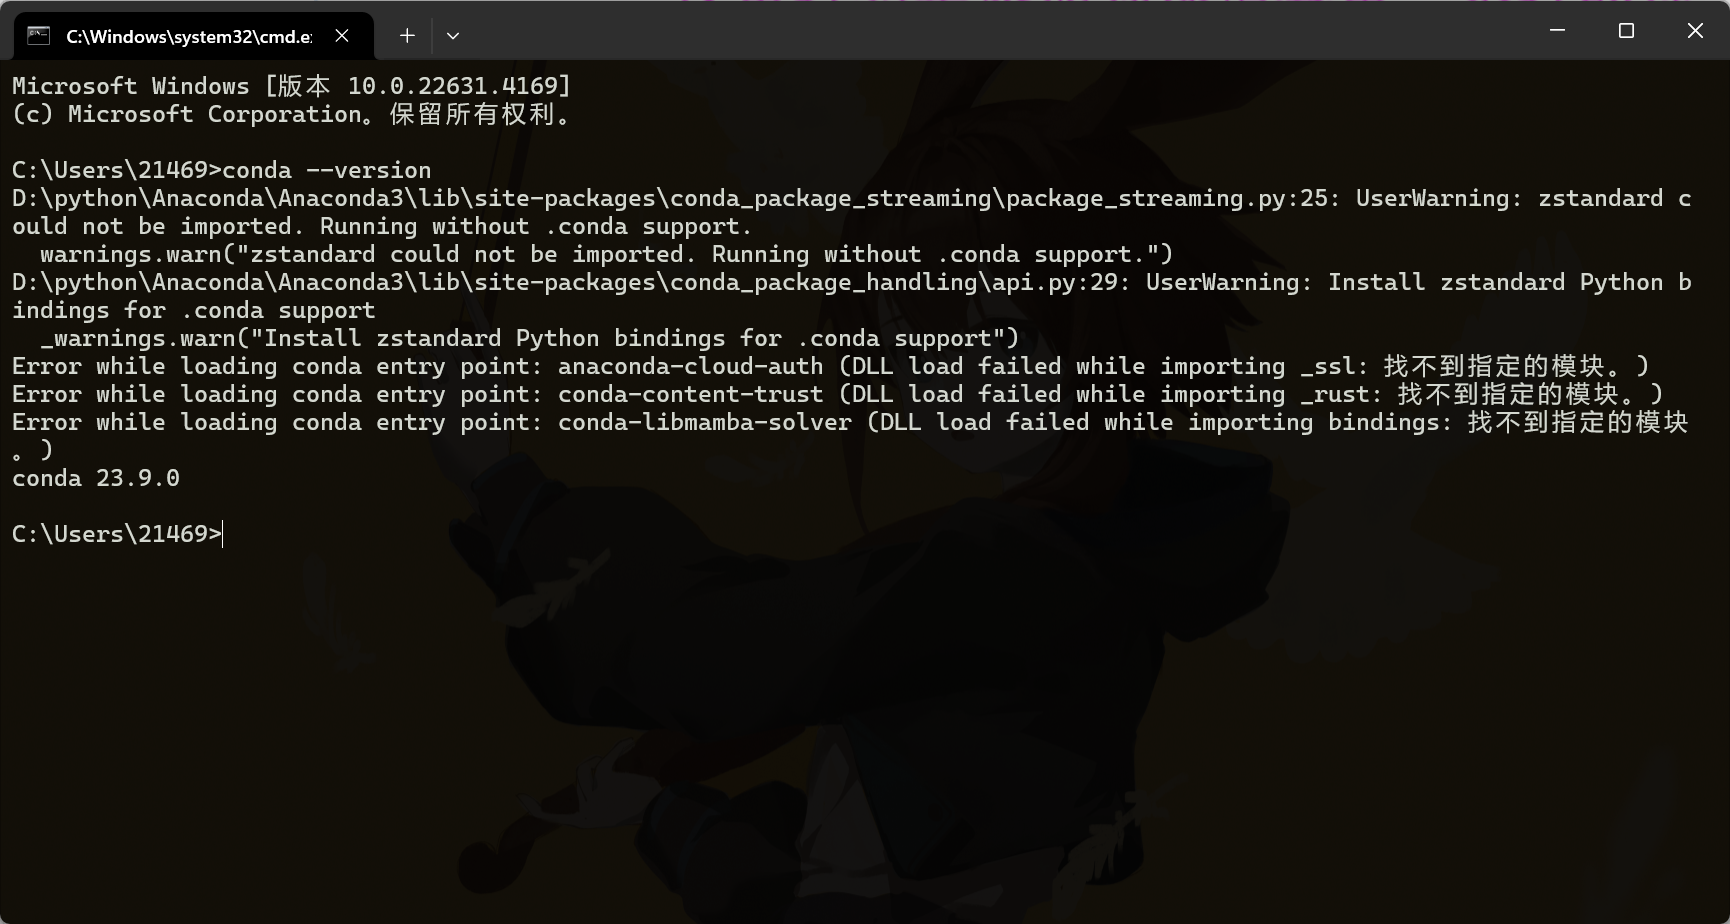 C:\Windows\system32\cmd.e
Microsoft Windows [版本 10.0.22631.4169]
(c) Microsoft Corporation。保留所有权利。
C:\Users\21469>conda --version
D:\python\Anaconda\Anaconda3\lib\site-packages\conda_package_streaming\package_streaming.py:25: UserWarning: zstandard c
ould not be imported. Running without .conda support.
  warnings.warn("zstandard could not be imported. Running without .conda support.")
D:\python\Anaconda\Anaconda3\lib\site-packages\conda_package_handling\api.py:29: UserWarning: Install zstandard Python b
indings for .conda support
  _warnings.warn("Install zstandard Python bindings for .conda support")
Error while loading conda entry point: anaconda-cloud-auth (DLL load failed while importing _ssl: 找不到指定的模块。)
Error while loading conda entry point: conda-content-trust (DLL load failed while importing _rust: 找不到指定的模块。)
Error while loading conda entry point: conda-libmamba-solver (DLL load failed while importing bindings: 找不到指定的模块
。)
conda 23.9.0
C:\Users\21469>